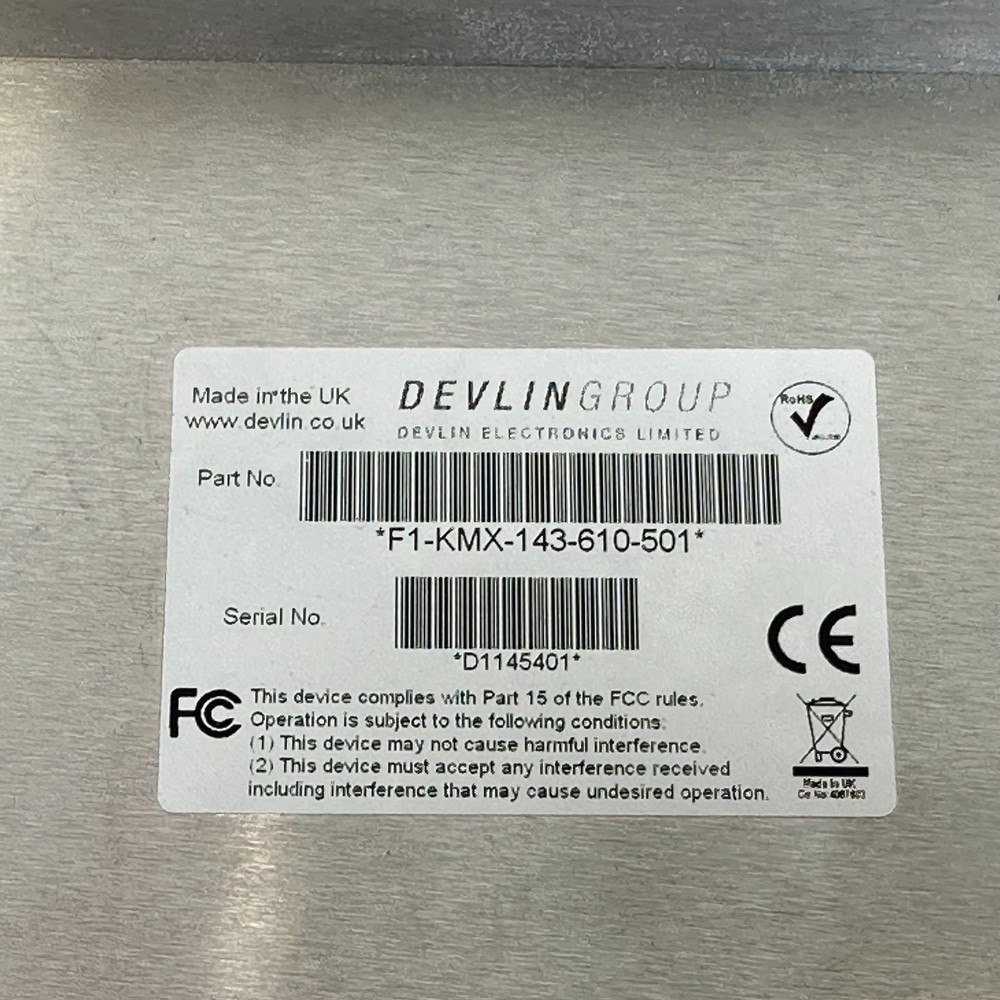 Made in the UK
www.devlin.co.uk
DEVLINGROUP
DEVLIN ELECTRONICS LIMITED
RoHS
Part No.
*F1-KMX-143-610-501*
Serial No.
*D1145401*
CE
FC
This device complies with Part 15 of the FCC rules.
Operation is subject to the following conditions:
(1) This device may not cause harmful interference.
(2) This device must accept any interference received
including interference that may cause undesired operation.
Made in UK
Co No: